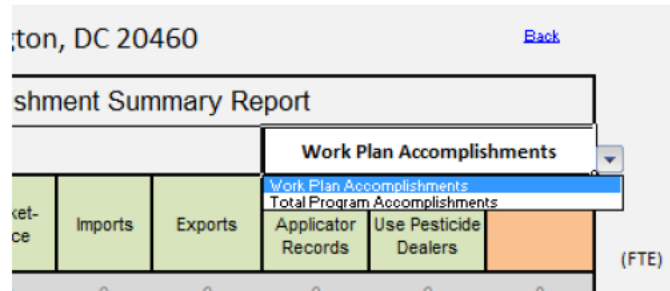 gton, DC 20460
Back
shment Summary Report
Work Plan Accomplishments
Work Plan Accomplishments
Total Program Accomplishments
ket-
ce
Imports
Exports
Applicator
Records
Use Pesticide
Dealers
(FTE)